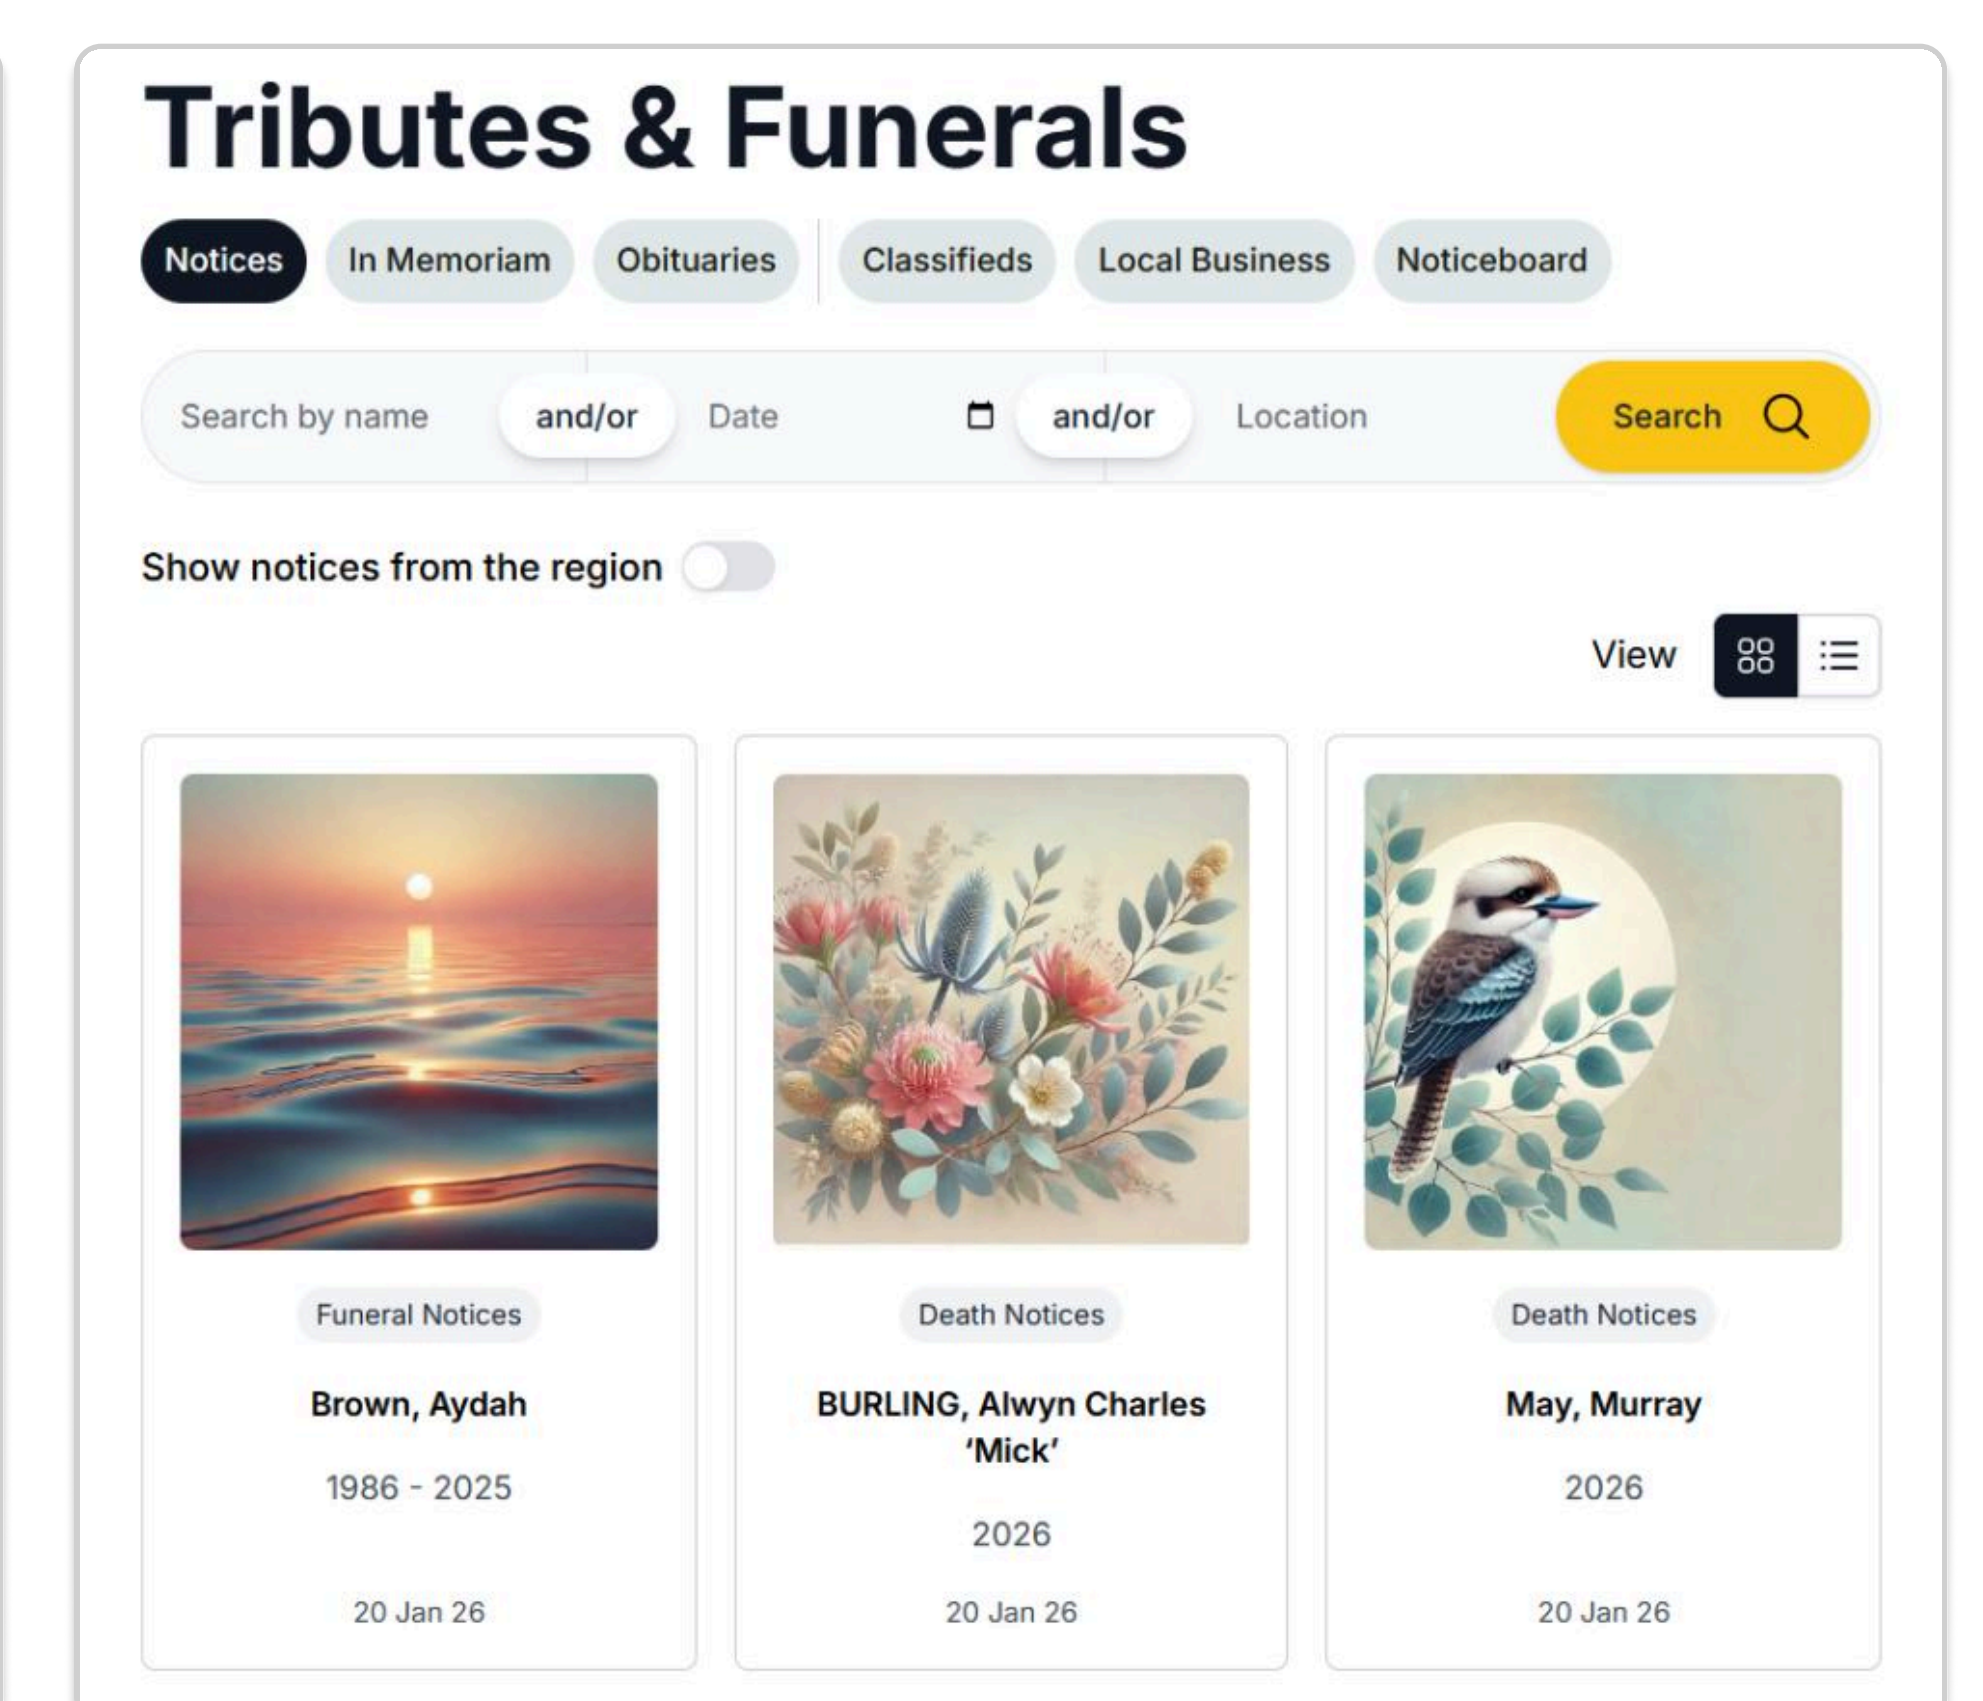 Tributes & Funerals
Notices In Memoriam Obituaries Classifieds Local Business Noticeboard
Search by name and/or Date and/or Location Search
Show notices from the region
View
Funeral Notices
Brown, Aydah
1986 - 2025
20 Jan 26
Death Notices
BURLING, Alwyn Charles
‘Mick’
2026
20 Jan 26
Death Notices
May, Murray
2026
20 Jan 26